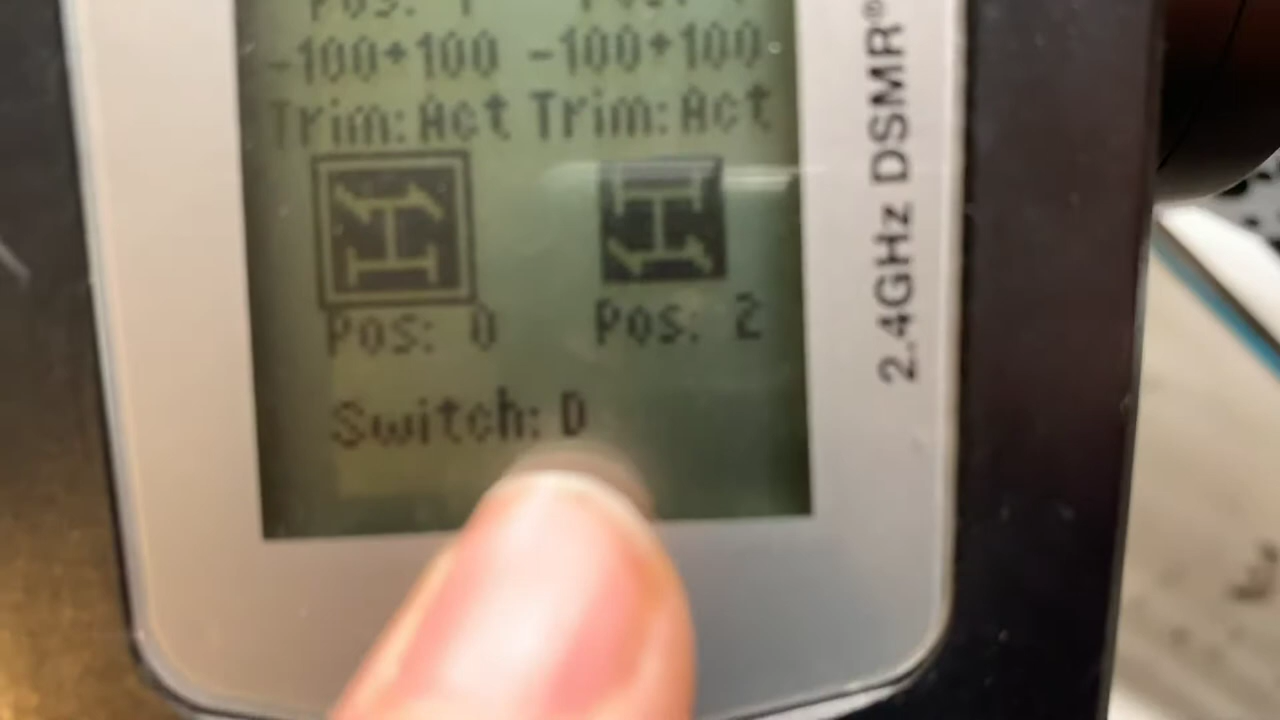 -100+100 -100+100
Trim: Act Trim: Act
Pos: 0 Pos: 2
Switch: D
2.4GHz DSMR®